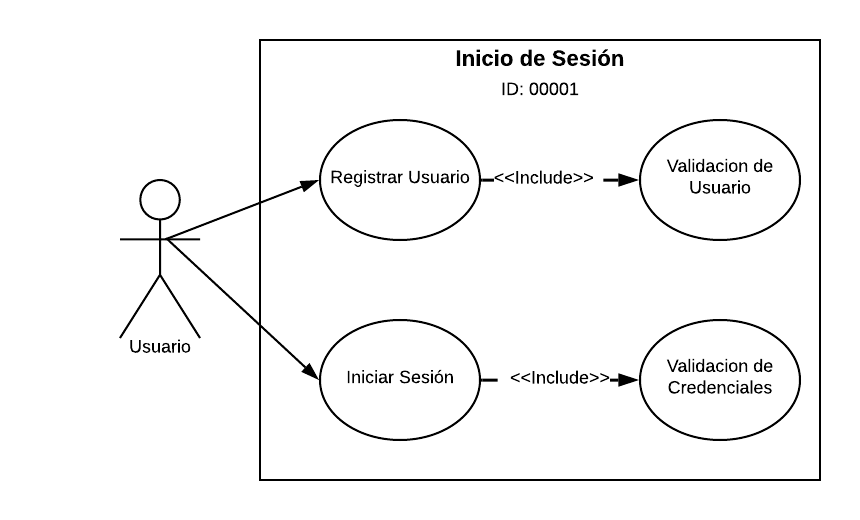 Inicio de Sesión
ID: 00001
Registrar Usuario
<<Include>>
Validacion de
Usuario
Usuario
Iniciar Sesión
<<Include>>
Validacion de
Credenciales